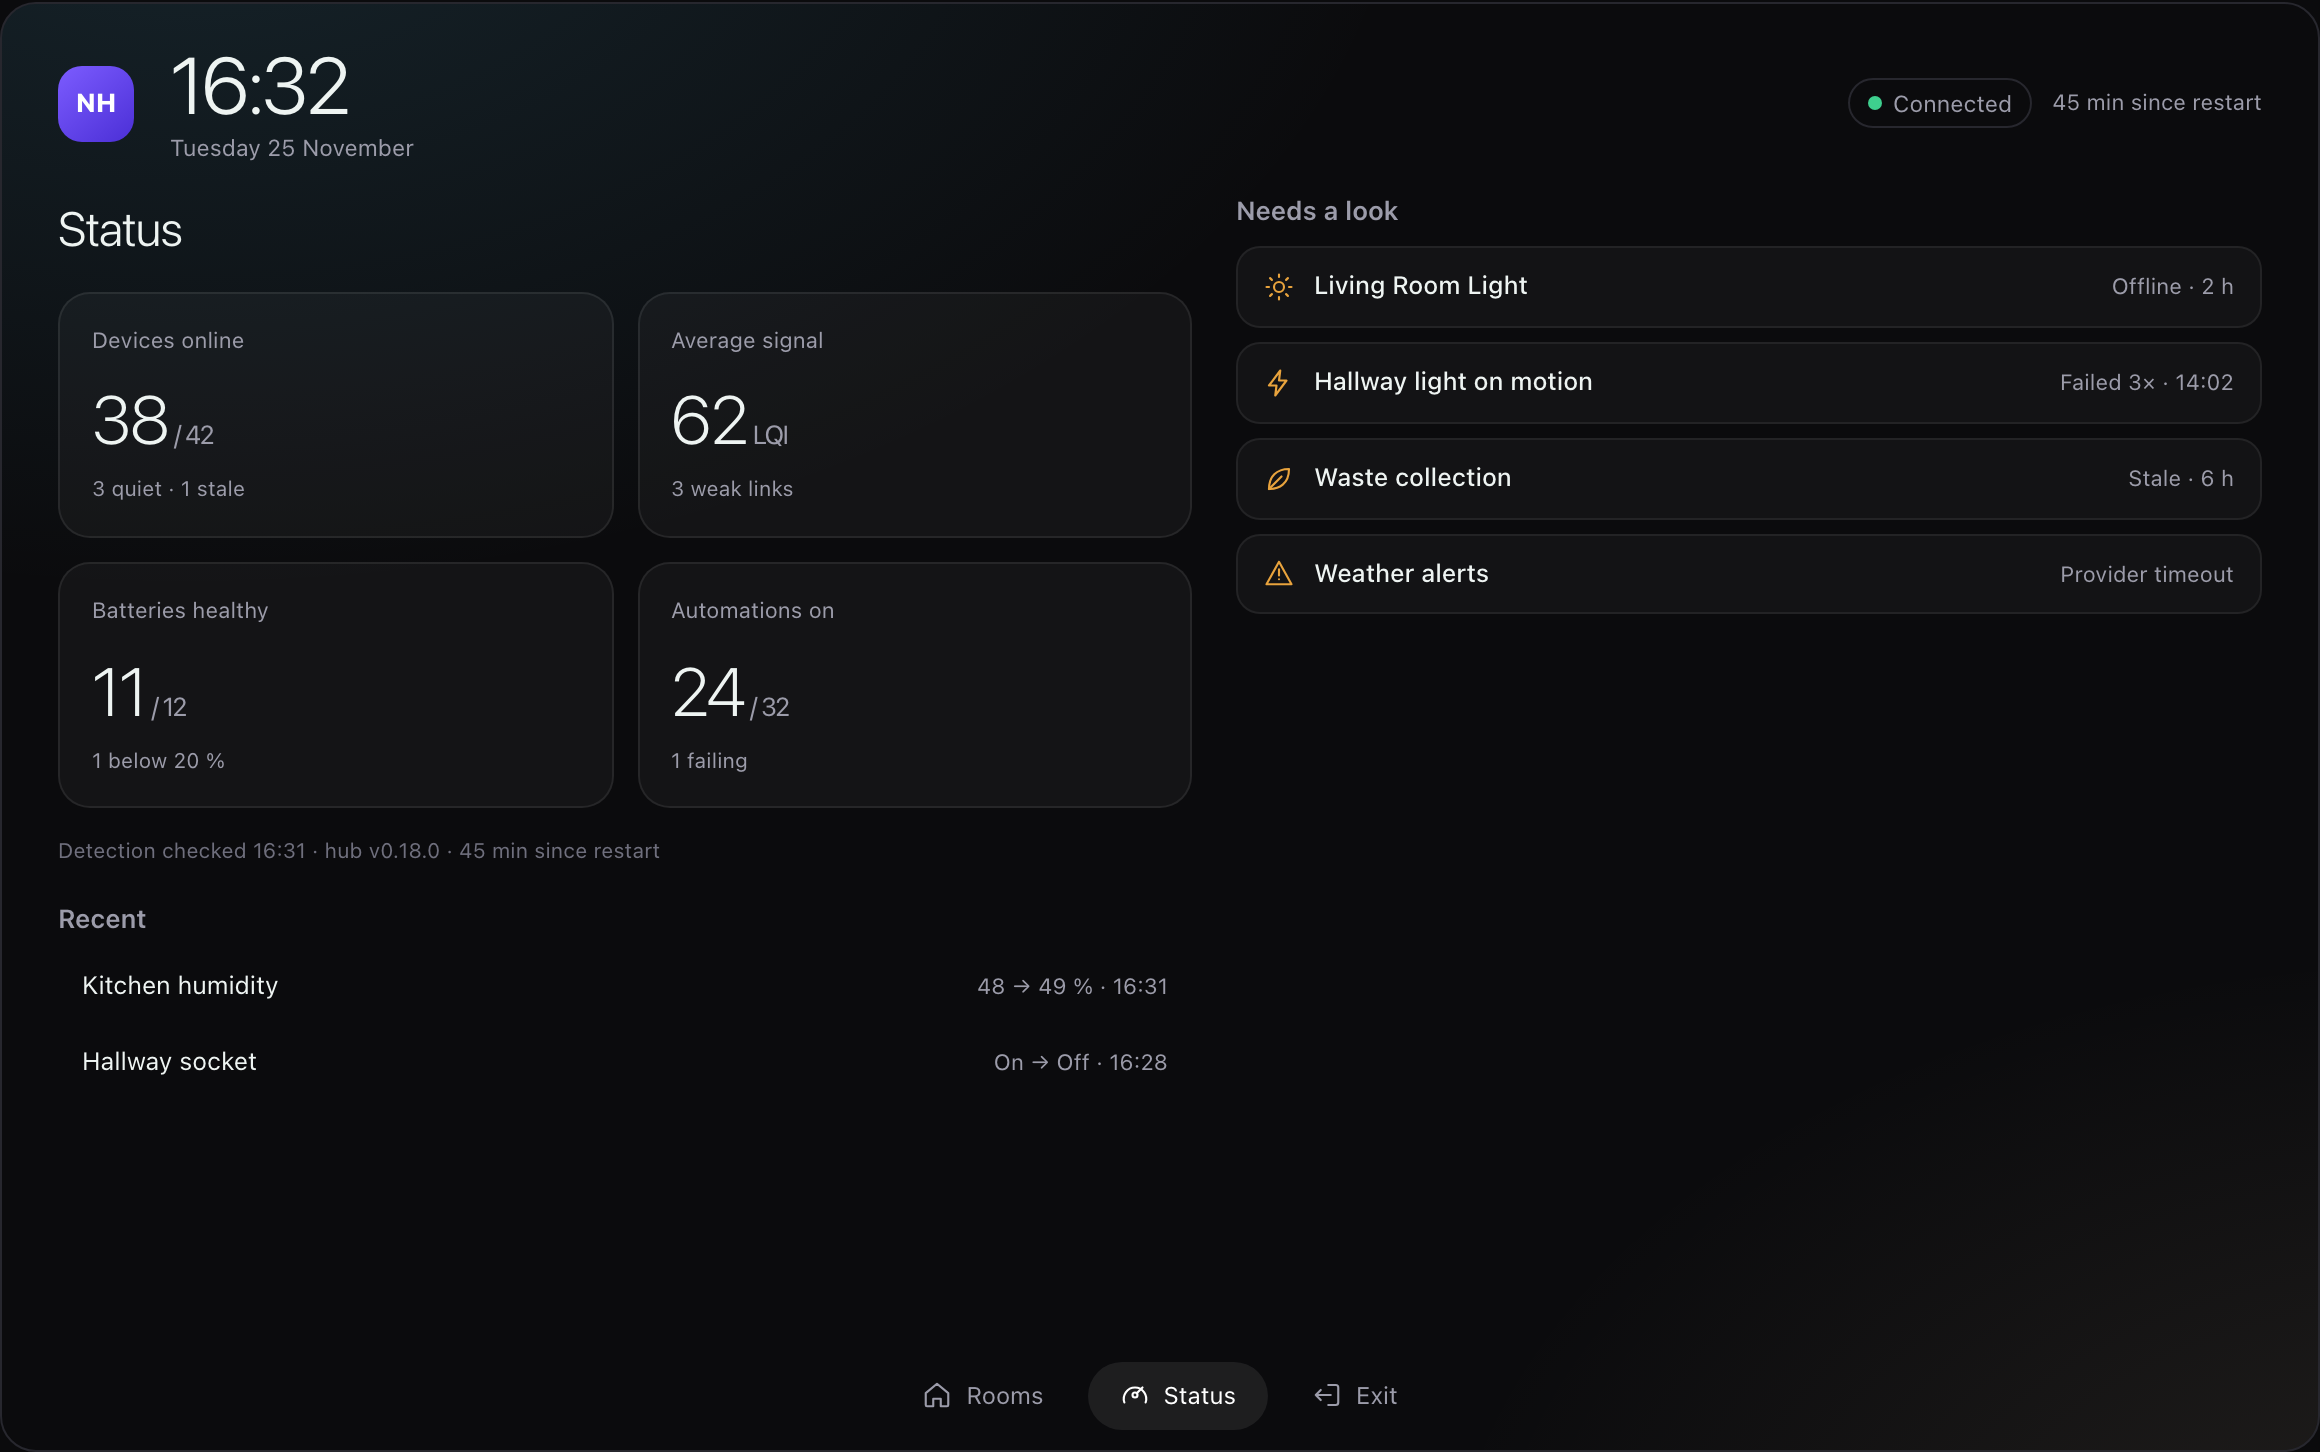 NH
16:32
Tuesday 25 November
Connected
45 min since restart
Status
Devices online
38 / 42
3 quiet · 1 stale
Average signal
62 LQI
3 weak links
Batteries healthy
11 / 12
1 below 20 %
Automations on
24 / 32
1 failing
Detection checked 16:31 · hub v0.18.0 · 45 min since restart
Recent
Kitchen humidity
48 → 49 % · 16:31
Hallway socket
On → Off · 16:28
Needs a look
Living Room Light
Offline · 2 h
Hallway light on motion
Failed 3× · 14:02
Waste collection
Stale · 6 h
Weather alerts
Provider timeout
Rooms
Status
Exit